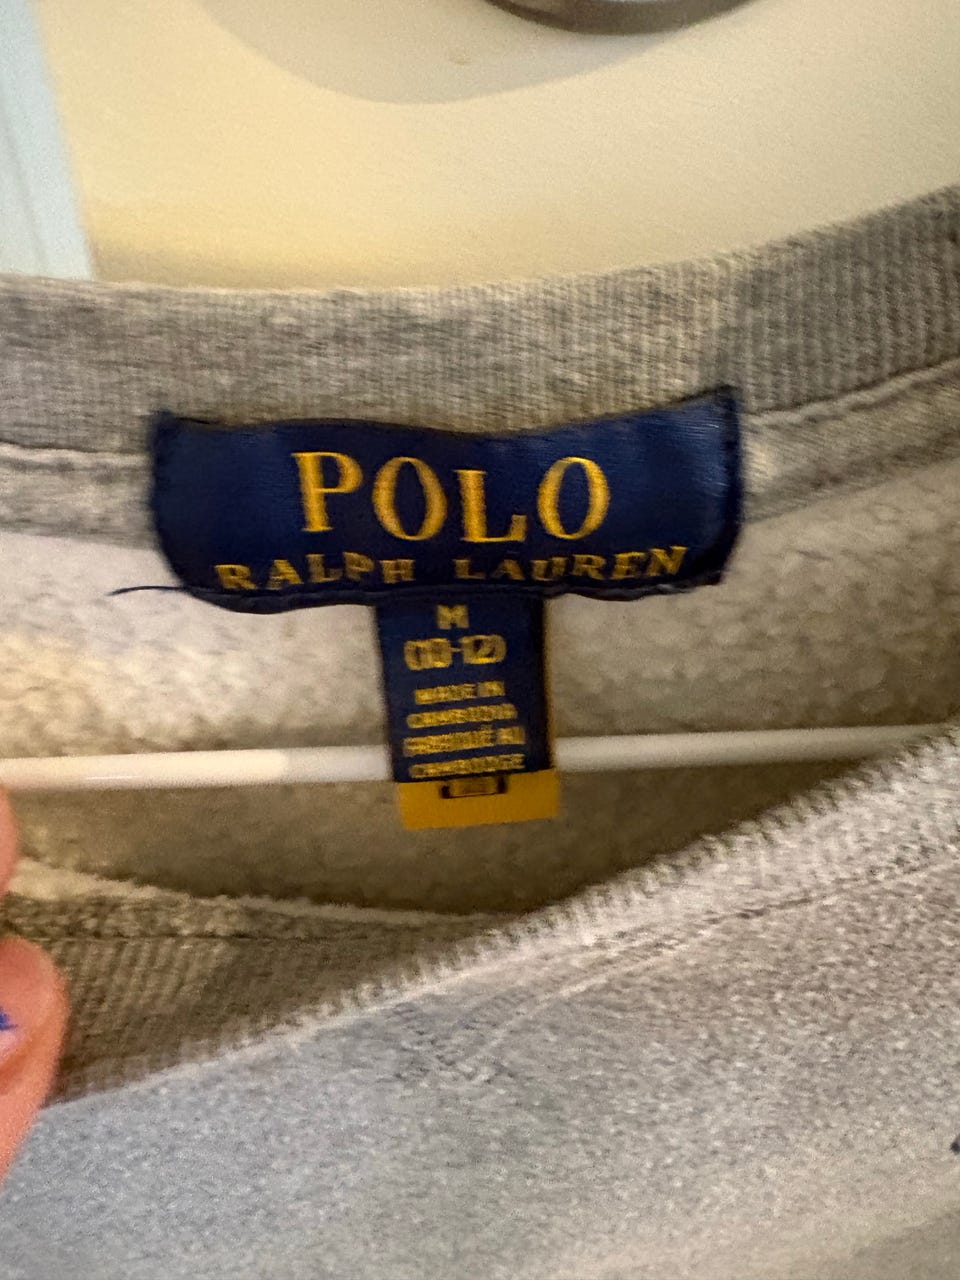 POLO
RALPH LAUREN
M
(10-12)
MADE IN
CAMBODIA
FABRIQUÉ AU
CAMBODGE